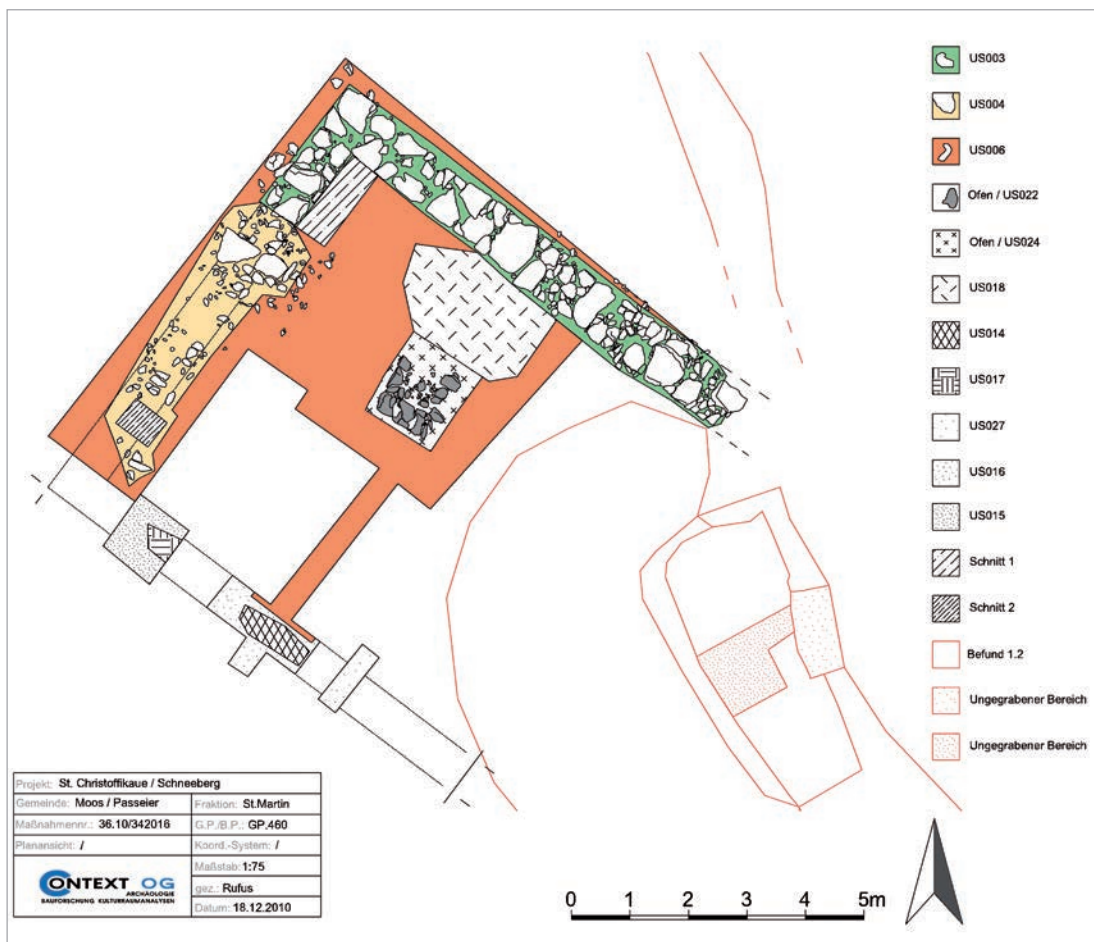 US003
US004
US006
Ofen / US022
Ofen / US024
US018
US014
US017
US027
US016
US015
Schnitt 1
Schnitt 2
Befund 1.2
Ungegrabener Bereich
Ungegrabener Bereich
Projekt: St. Christoffikaue / Schneeberg
Gemeinde: Moos / Passeier Fraktion: St.Martin
Maßnahmennr.: 36.10/342016 G.P./B.P.: GP.460
Planansicht: / Koord.-System: /
Maßstab: 1:75
gez.: Rufus
Datum: 18.12.2010
CONTEXT OG
ARCHÄOLOGIE
BAUFORSCHUNG KULTURRAUMANALYSEN
0 1 2 3 4 5m